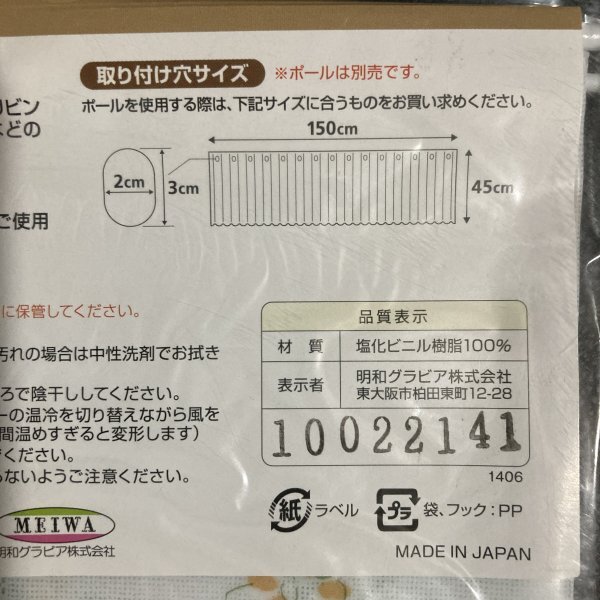 取り付け穴サイズ ※ポールは別売です。
リビン
などの
ポールを使用する際は、下記サイズに合うものをお買い求めください。
150cm
2cm 3cm 45cm
ご使用
に保管してください。
品質表示
汚れの場合は中性洗剤でお拭き
材質 塩化ビニル樹脂100%
ろで陰干ししてください。
表示者 明和グラビア株式会社
東大阪市柏田東町12-28
ーの温冷を切り替えながら風を
間温めすぎると変形します)
ください。
10022141
らないようご注意ください。
1406
紙 ラベル プラ 袋、フック:PP
MEIWA
明和グラビア株式会社
MADE IN JAPAN